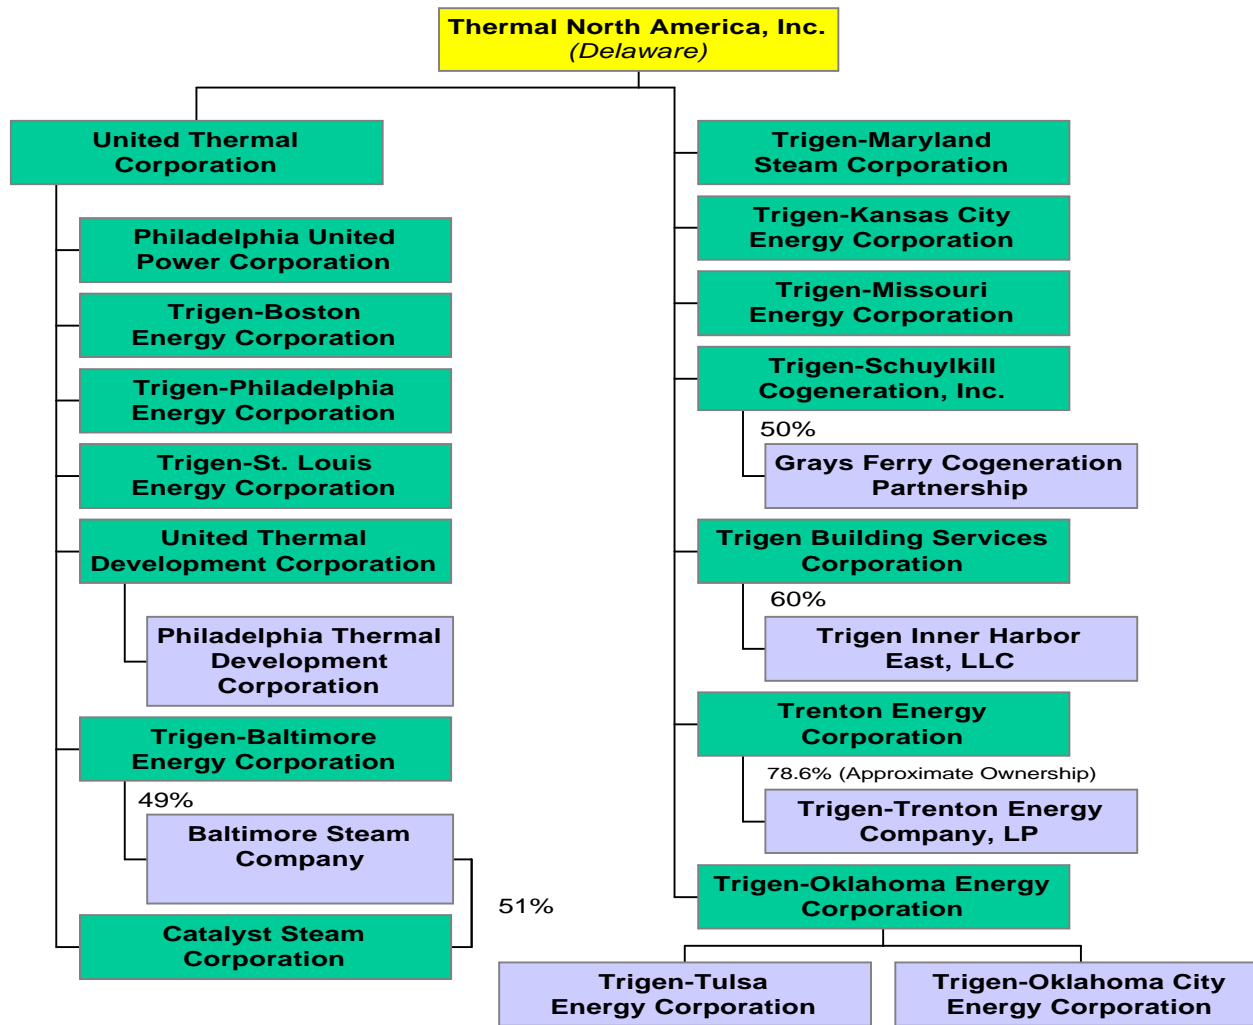 Thermal North America, Inc.
(Delaware)
United Thermal
Corporation
Philadelphia United
Power Corporation
Trigen-Boston
Energy Corporation
Trigen-Philadelphia
Energy Corporation
Trigen-St. Louis
Energy Corporation
United Thermal
Development Corporation
Philadelphia Thermal
Development
Corporation
Trigen-Baltimore
Energy Corporation
49%
Baltimore Steam
Company
51%
Catalyst Steam
Corporation
Trigen-Maryland
Steam Corporation
Trigen-Kansas City
Energy Corporation
Trigen-Missouri
Energy Corporation
Trigen-Schuylkill
Cogeneration, Inc.
50%
Grays Ferry Cogeneration
Partnership
Trigen Building Services
Corporation
60%
Trigen Inner Harbor
East, LLC
Trenton Energy
Corporation
78.6% (Approximate Ownership)
Trigen-Trenton Energy
Company, LP
Trigen-Oklahoma Energy
Corporation
Trigen-Tulsa
Energy Corporation
Trigen-Oklahoma City
Energy Corporation